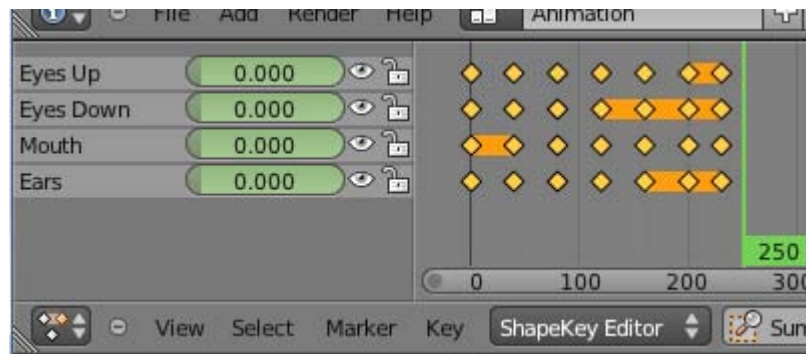 File Add Render Help Animation
Eyes Up 0.000
Eyes Down 0.000
Mouth 0.000
Ears 0.000
250
0 100 200 300
View Select Marker Key ShapeKey Editor Sum